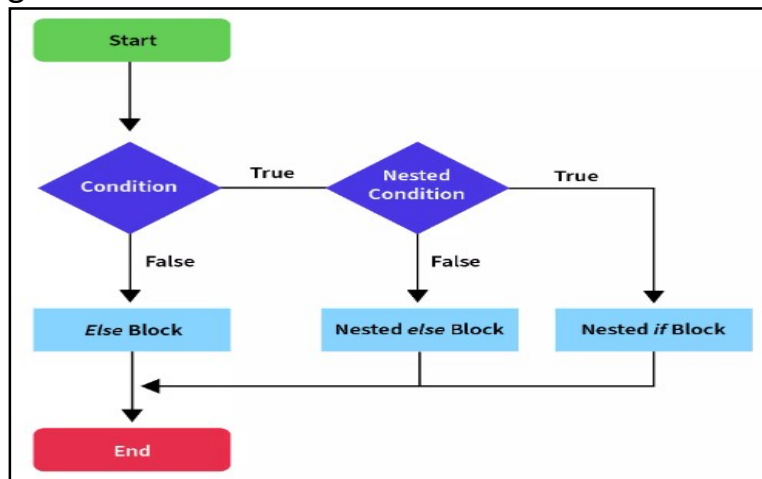 Start
Condition
True
Nested
Condition
True
False
False
Else Block
Nested else Block
Nested if Block
End